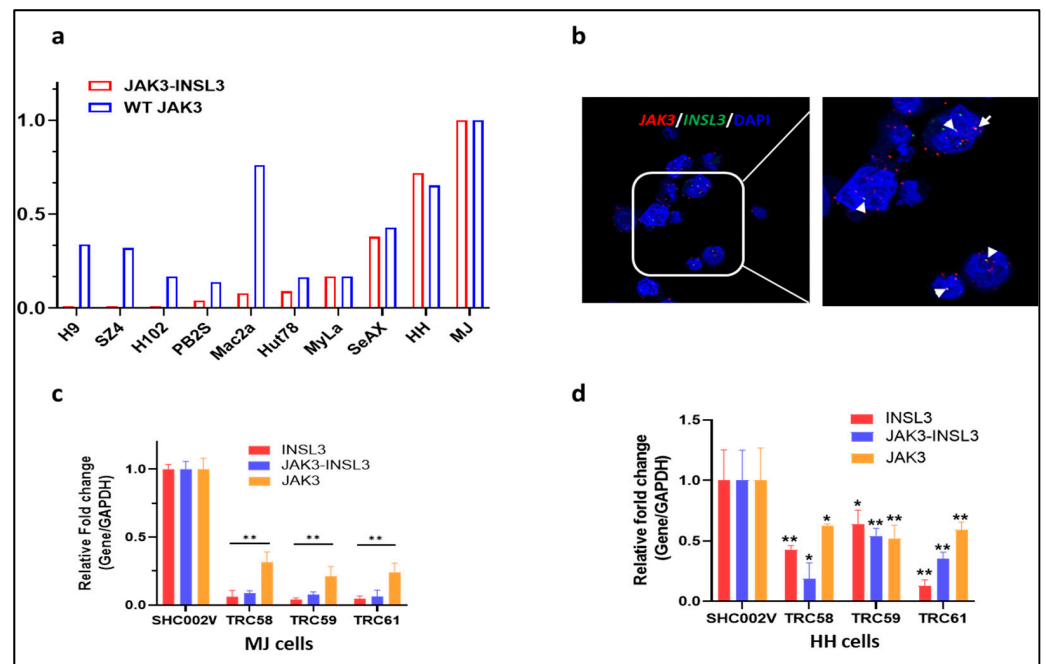 a
JAK3-INSL3
WT JAK3
1.0
0.5
0.0
H9
SZ4
H102
PB2S
Mac2a
Hut78
MyLa
SeAX
HH
MJ
b
JAK3/INSL3/DAPI
c
INSL3
JAK3-INSL3
JAK3
Relative Fold change
(Gene/GAPDH)
1.0
0.5
0.0
**
**
**
SHC002V
TRC58
TRC59
TRC61
MJ cells
d
INSL3
JAK3-INSL3
JAK3
Relative forld change
(Gene/GAPDH)
1.5
1.0
0.5
0.0
**
*
*
*
**
**
**
**
**
SHC002V
TRC58
TRC59
TRC61
HH cells